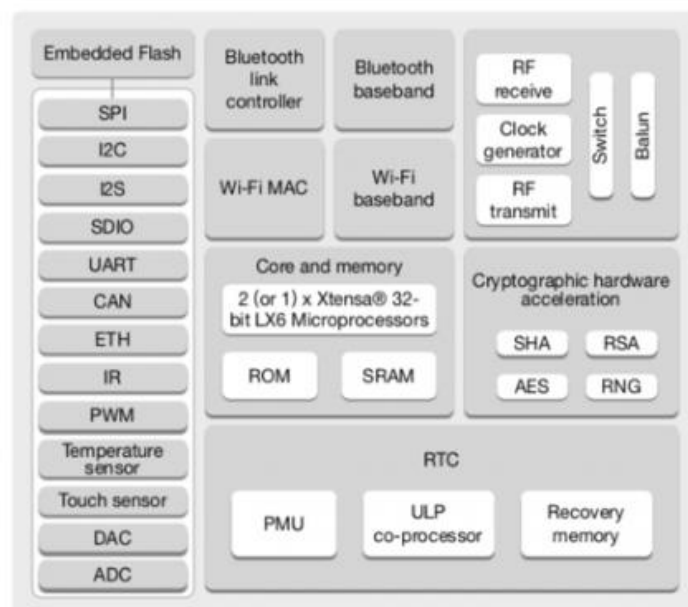 Embedded Flash
SPI
I2C
I2S
SDIO
UART
CAN
ETH
IR
PWM
Temperature
sensor
Touch sensor
DAC
ADC
Bluetooth
link
controller
Bluetooth
baseband
Wi-Fi MAC
Wi-Fi
baseband
RF
receive
Clock
generator
RF
transmit
Switch
Balun
Core and memory
2 (or 1) x Xtensa® 32-
bit LX6 Microprocessors
ROM
SRAM
Cryptographic hardware
acceleration
SHA
RSA
AES
RNG
RTC
PMU
ULP
co-processor
Recovery
memory